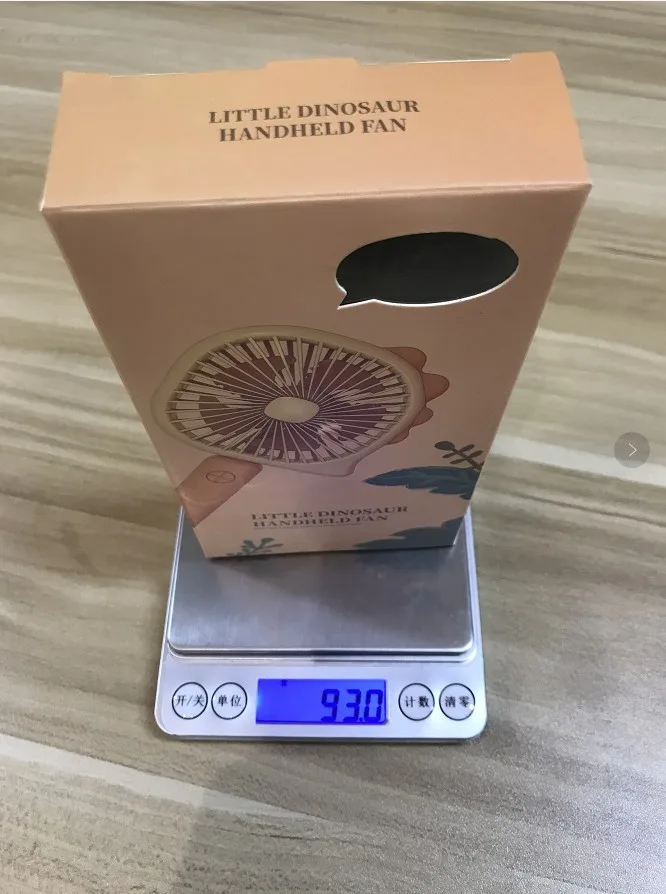 LITTLE DINOSAUR
HANDHELD FAN
LITTLE DINOSAUR
HANDHELD FAN
开/关 单位 93.0 计数 清零